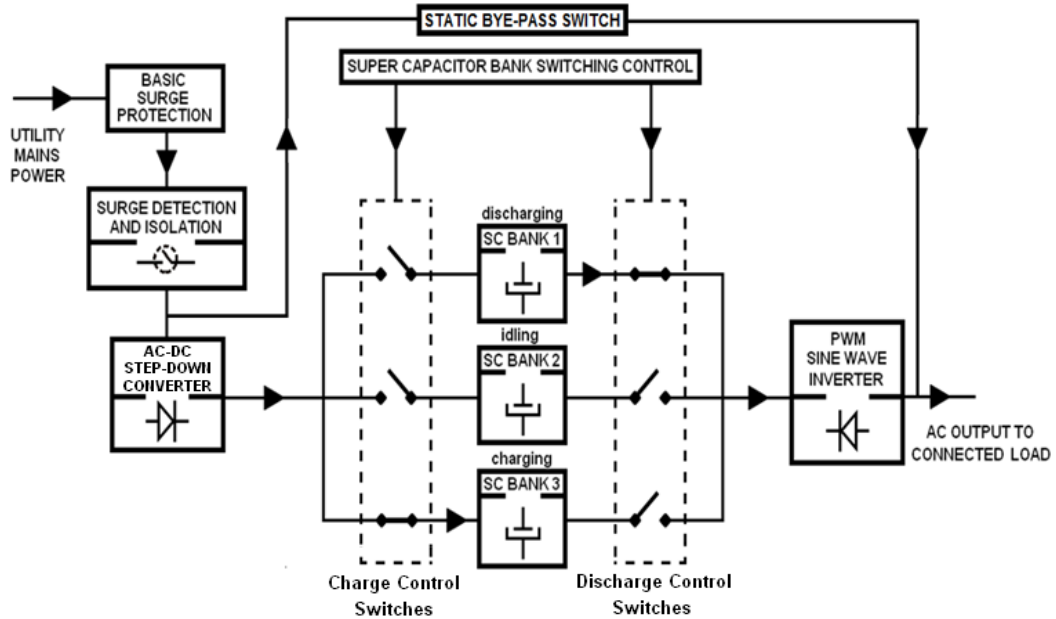 STATIC BYE-PASS SWITCH
SUPER CAPACITOR BANK SWITCHING CONTROL
BASIC
SURGE
PROTECTION
UTILITY
MAINS
POWER
SURGE DETECTION
AND ISOLATION
AC-DC
STEP-DOWN
CONVERTER
discharging
SC BANK 1
idling
SC BANK 2
charging
SC BANK 3
Charge Control
Switches
Discharge Control
Switches
PWM
SINE WAVE
INVERTER
AC OUTPUT TO
CONNECTED LOAD